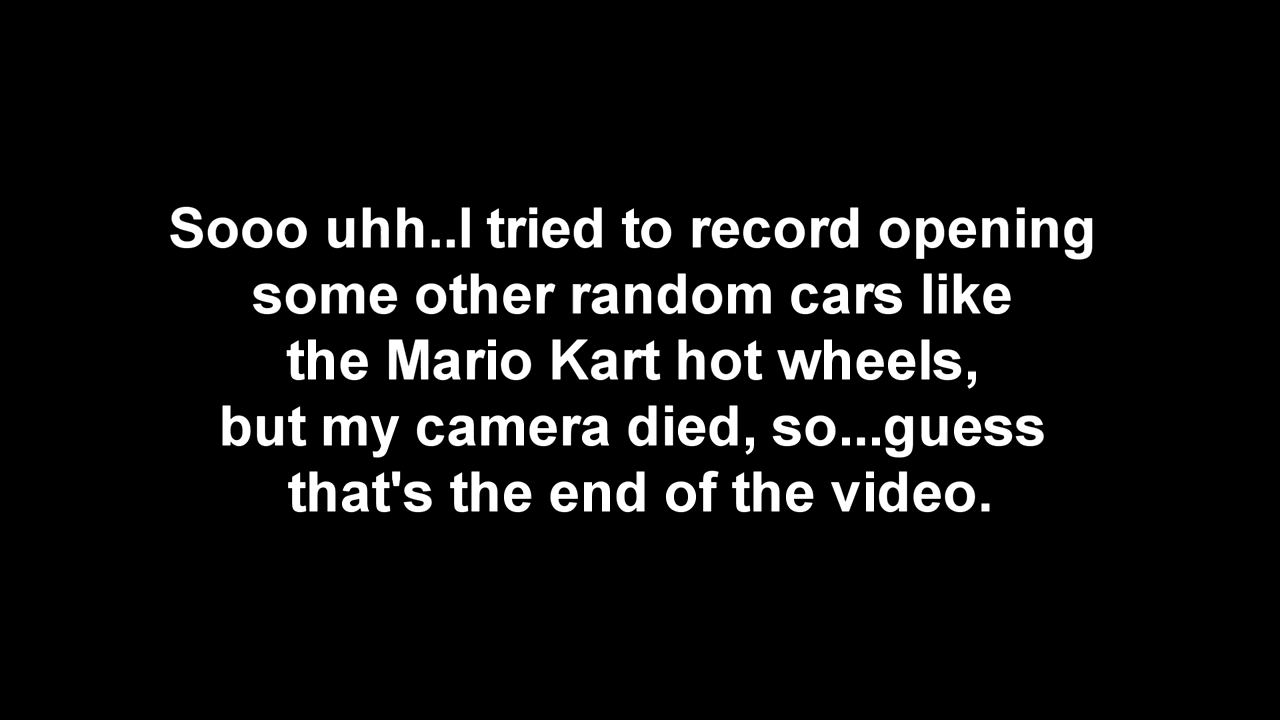 Sooo uhh..I tried to record opening
some other random cars like
the Mario Kart hot wheels,
but my camera died, so...guess
that's the end of the video.